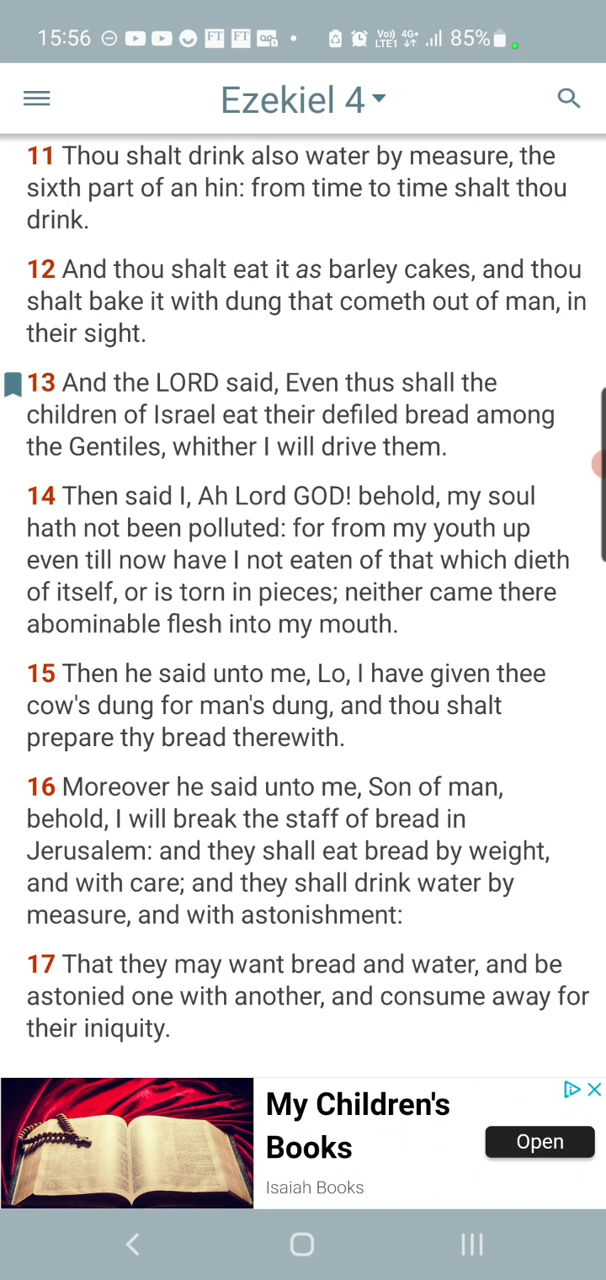 15:56 85%
Vo)) 4G+
LTE1
Ezekiel 4
11 Thou shalt drink also water by measure, the
sixth part of an hin: from time to time shalt thou
drink.
12 And thou shalt eat it as barley cakes, and thou
shalt bake it with dung that cometh out of man, in
their sight.
13 And the LORD said, Even thus shall the
children of Israel eat their defiled bread among
the Gentiles, whither I will drive them.
14 Then said I, Ah Lord GOD! behold, my soul
hath not been polluted: for from my youth up
even till now have I not eaten of that which dieth
of itself, or is torn in pieces; neither came there
abominable flesh into my mouth.
15 Then he said unto me, Lo, I have given thee
cow's dung for man's dung, and thou shalt
prepare thy bread therewith.
16 Moreover he said unto me, Son of man,
behold, I will break the staff of bread in
Jerusalem: and they shall eat bread by weight,
and with care; and they shall drink water by
measure, and with astonishment:
17 That they may want bread and water, and be
astonied one with another, and consume away for
their iniquity.
My Children's
Books
Open
Isaiah Books